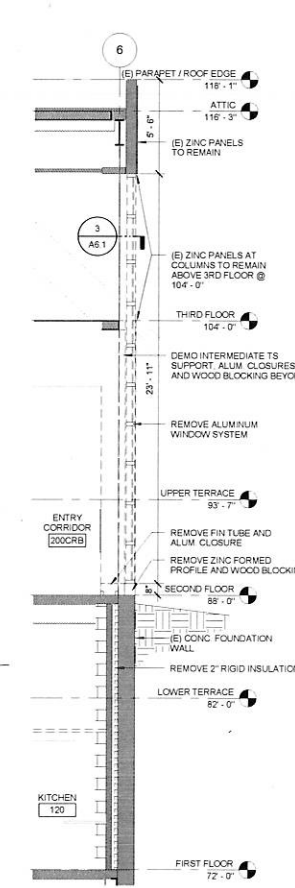 6
(E) PARAPET / ROOF EDGE
118' - 1"
ATTIC
116' - 3"
5' - 6"
(E) ZINC PANELS
TO REMAIN
3
A6.1
(E) ZINC PANELS AT
COLUMNS TO REMAIN
ABOVE 3RD FLOOR @
104' - 0"
THIRD FLOOR
104' - 0"
DEMO INTERMEDIATE TS
SUPPORT, ALUM CLOSURES
AND WOOD BLOCKING BEYO
23' - 11"
REMOVE ALUMINUM
WINDOW SYSTEM
UPPER TERRACE
93' - 7"
ENTRY
CORRIDOR
200CRB
REMOVE FIN TUBE AND
ALUM CLOSURE
REMOVE ZINC FORMED
PROFILE AND WOOD BLOCKIN
8"
SECOND FLOOR
88' - 0"
(E) CONC FOUNDATION
WALL
REMOVE 2" RIGID INSULATION
LOWER TERRACE
82' - 0"
KITCHEN
120
FIRST FLOOR
72' - 0"